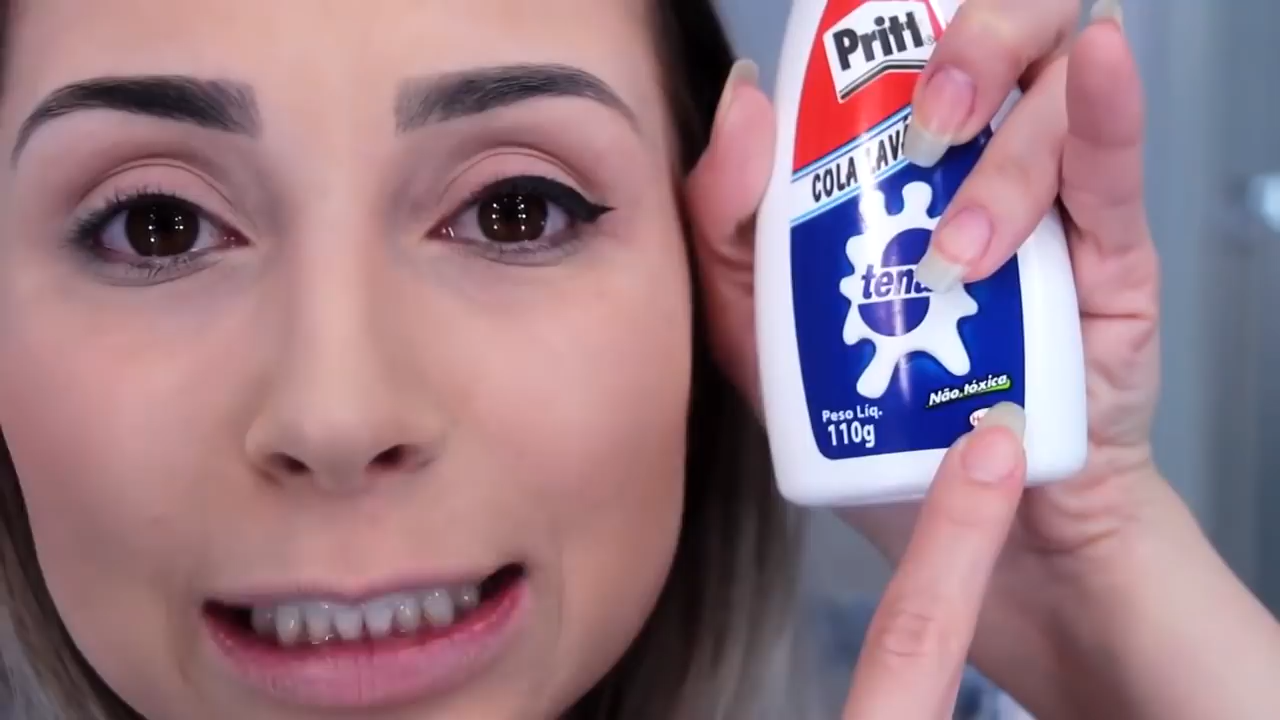 Pritt
COLA
Não tóxica
Peso Líq.
110g